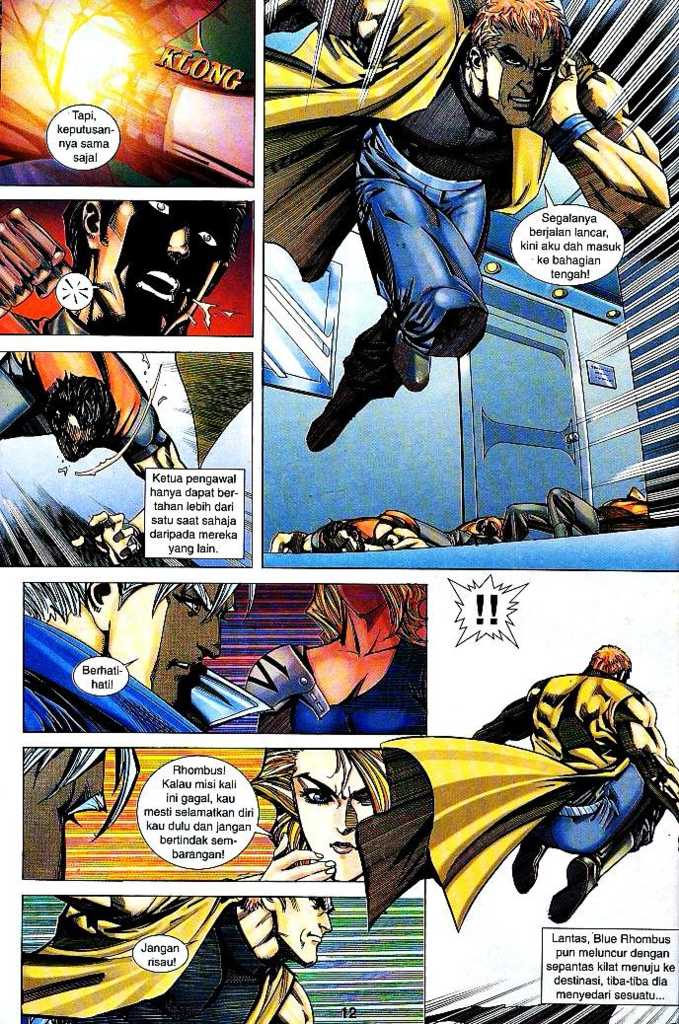 KLONG
Tapi,
keputusan-
nya sama
saja!
Ketua pengawal
hanya dapat ber-
tahan lebih dari
satu saat sahaja
daripada mereka
yang lain.
Segalanya
berjalan lancar,
kini aku dah masuk
ke bahagian
tengah!
Berhati-
hati!
Rhombus!
Kalau misi kali
ini gagal, kau
mesti selamatkan diri
kau dulu dan jangan
bertindak sem-
barangan!
Jangan
risau!
!!
Lantas, Blue Rhombus
pun meluncur dengan
sepantas kilat menuju ke
destinasi, tiba-tiba dia
menyedari sesuatu...
12